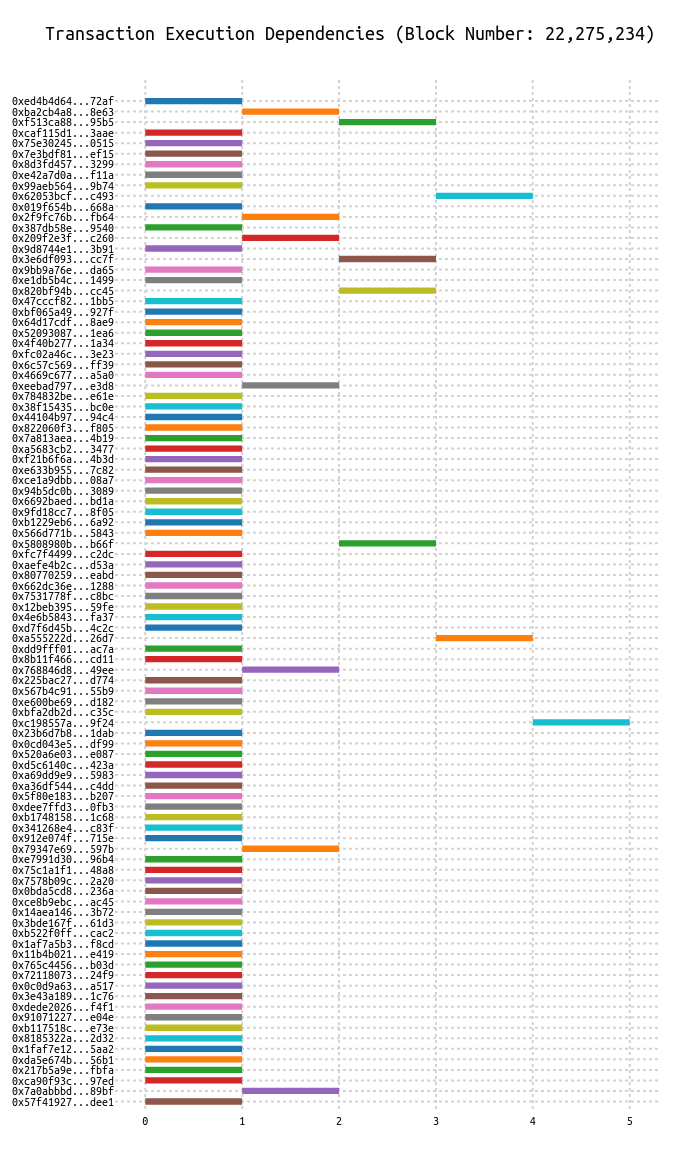 Transaction Execution Dependencies (Block Number: 22,275,234)
0xed4b4d64...72af
0xba2cb4a8...8e63
0xf513ca88...95b5
0xcaf115d1...3aae
0x75e30245...0515
0x7e3bdf81...ef15
0x8d3fd457...3299
0xe42a7d0a...f11a
0x99aeb564...9b74
0x62053bcf...c493
0x019f654b...668a
0x2f9fc76b...fb64
0x387db58e...9540
0x209f2e3f...c260
0x9d8744e1...3b91
0x3e6df093...cc7f
0x9bb9a76e...da65
0xe1db5b4c...1499
0x820bf94b...cc45
0x47cccf82...1bb5
0xbf065a49...927f
0x64d17cdf...8ae9
0x52093087...1ea6
0x4f40b277...1a34
0xfc02a46c...3e23
0x6c57c569...ff39
0x4669c677...a5a0
0xeebad797...e3d8
0x784832be...e61e
0x38f15435...bc0e
0x44104b97...94c4
0x822060f3...f805
0x7a813aea...4b19
0xa5683cb2...3477
0xf21b6f6a...4b3d
0xe633b955...7c82
0xce1a9dbb...08a7
0x94b5dc0b...3089
0x6692baed...bd1a
0x9fd18cc7...8f05
0xb1229eb6...6a92
0x566d771b...5843
0x5808980b...b66f
0xfc7f4499...c2dc
0xaefe4b2c...d53a
0x80770259...eabd
0x662dc36e...1288
0x7531778f...c8bc
0x12beb395...59fe
0x4e6b5843...fa37
0xd7f6d45b...4c2c
0xa555222d...26d7
0xdd9fff01...ac7a
0x8b11f466...cd11
0x768846d8...49ee
0x225bac27...d774
0x567b4c91...55b9
0xe600be69...d182
0xbfa2db2d...c35c
0xc198557a...9f24
0x23b6d7b8...1dab
0x0cd043e5...df99
0x520a6e03...e087
0xd5c6140c...423a
0xa69dd9e9...5983
0xa36df544...c4dd
0x5f80e183...b207
0xdee7ffd3...0fb3
0xb1748158...1c68
0x341268e4...c83f
0x912e074f...715e
0x79347e69...597b
0xe7991d30...96b4
0x75c1a1f1...48a8
0x7578b09c...2a20
0x0bda5cd8...236a
0xce8b9ebc...ac45
0x14aea146...3b72
0x3bde167f...61d3
0xb522f0ff...cac2
0x1af7a5b3...f8cd
0x11b4b021...e419
0x765c4456...b03d
0x72118073...24f9
0x0c0d9a63...a517
0x3e43a189...1c76
0xdede2026...f4f1
0x91071227...e04e
0xb117518c...e73e
0x8185322a...2d32
0x1faf7e12...5aa2
0xda5e674b...56b1
0x217b5a9e...fbfa
0xca90f93c...97ed
0x7a0abbbd...89bf
0x57f41927...dee1
0 1 2 3 4 5